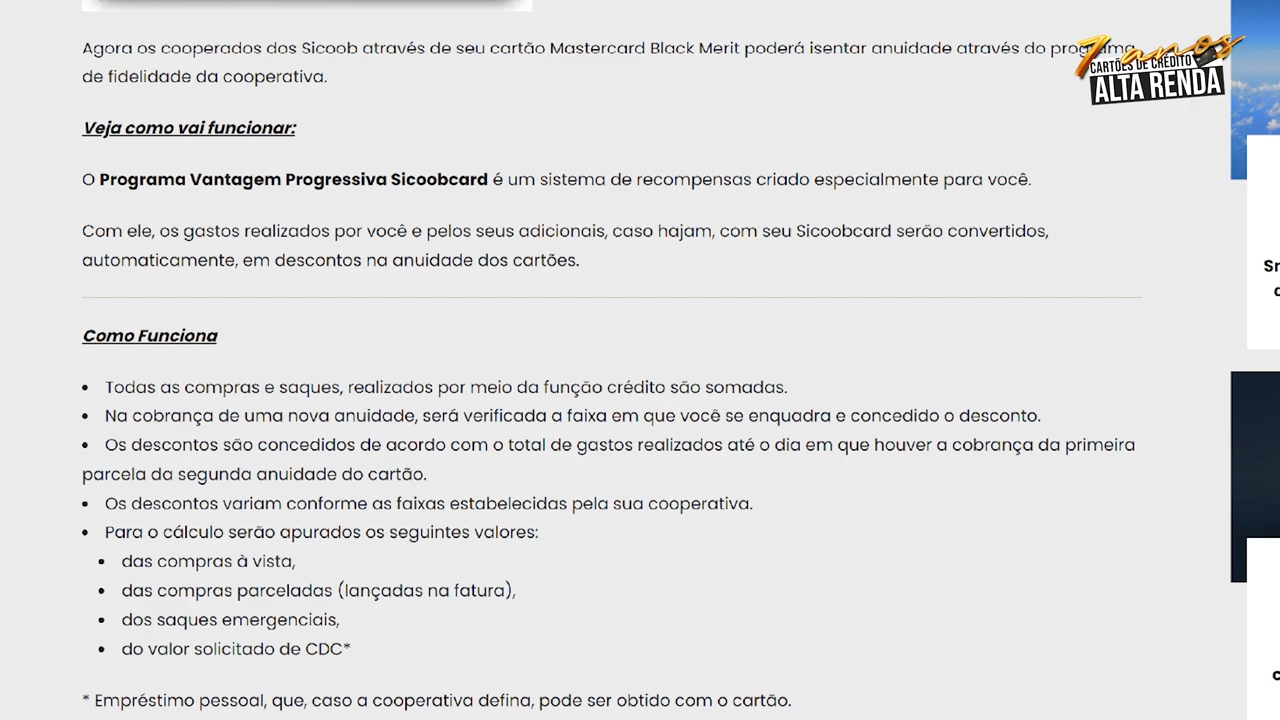 Agora os cooperados dos Sicoob através de seu cartão Mastercard Black Merit poderá isentar anuidade através do programa
de fidelidade da cooperativa.
7 anos
CARTÕES DE CRÉDITO
ALTA RENDA
Veja como vai funcionar:
O Programa Vantagem Progressiva Sicoobcard é um sistema de recompensas criado especialmente para você.
Com ele, os gastos realizados por você e pelos seus adicionais, caso hajam, com seu Sicoobcard serão convertidos,
automaticamente, em descontos na anuidade dos cartões.
Como Funciona
• Todas as compras e saques, realizados por meio da função crédito são somadas.
• Na cobrança de uma nova anuidade, será verificada a faixa em que você se enquadra e concedido o desconto.
• Os descontos são concedidos de acordo com o total de gastos realizados até o dia em que houver a cobrança da primeira
parcela da segunda anuidade do cartão.
• Os descontos variam conforme as faixas estabelecidas pela sua cooperativa.
• Para o cálculo serão apurados os seguintes valores:
• das compras à vista,
• das compras parceladas (lançadas na fatura),
• dos saques emergenciais,
• do valor solicitado de CDC*
* Empréstimo pessoal, que, caso a cooperativa defina, pode ser obtido com o cartão.